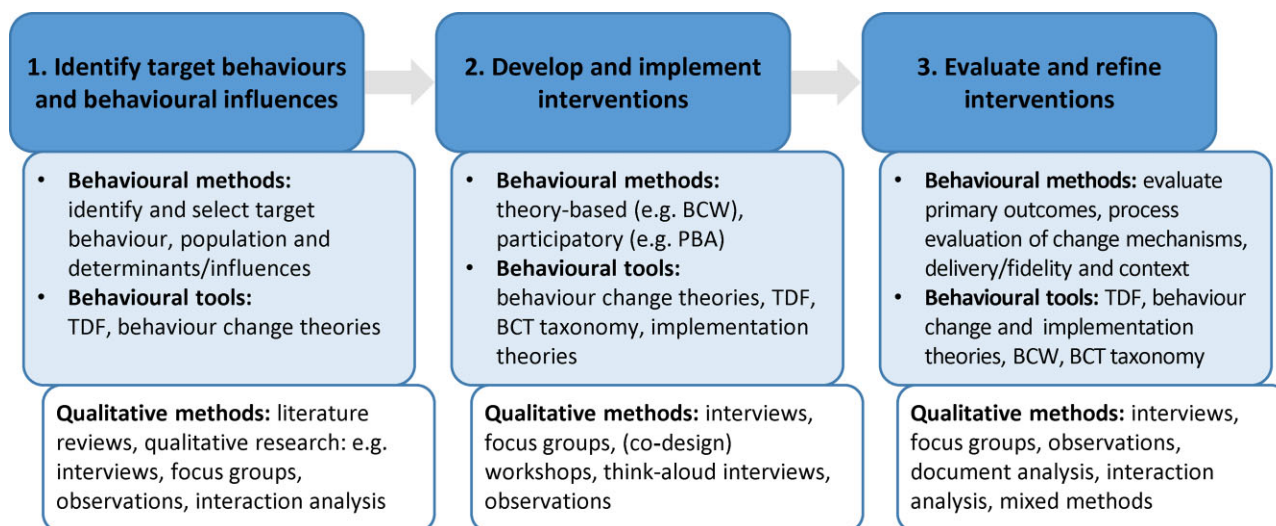 1. Identify target behaviours
and behavioural influences
• Behavioural methods:
identify and select target
behaviour, population and
determinants/influences
• Behavioural tools:
TDF, behaviour change theories
Qualitative methods: literature
reviews, qualitative research: e.g.
interviews, focus groups,
observations, interaction analysis
2. Develop and implement
interventions
• Behavioural methods:
theory-based (e.g. BCW),
participatory (e.g. PBA)
• Behavioural tools:
behaviour change theories, TDF,
BCT taxonomy, implementation
theories
Qualitative methods: interviews,
focus groups, (co-design)
workshops, think-aloud interviews,
observations
3. Evaluate and refine
interventions
• Behavioural methods: evaluate
primary outcomes, process
evaluation of change mechanisms,
delivery/fidelity and context
• Behavioural tools: TDF, behaviour
change and implementation
theories, BCW, BCT taxonomy
Qualitative methods: interviews,
focus groups, observations,
document analysis, interaction
analysis, mixed methods